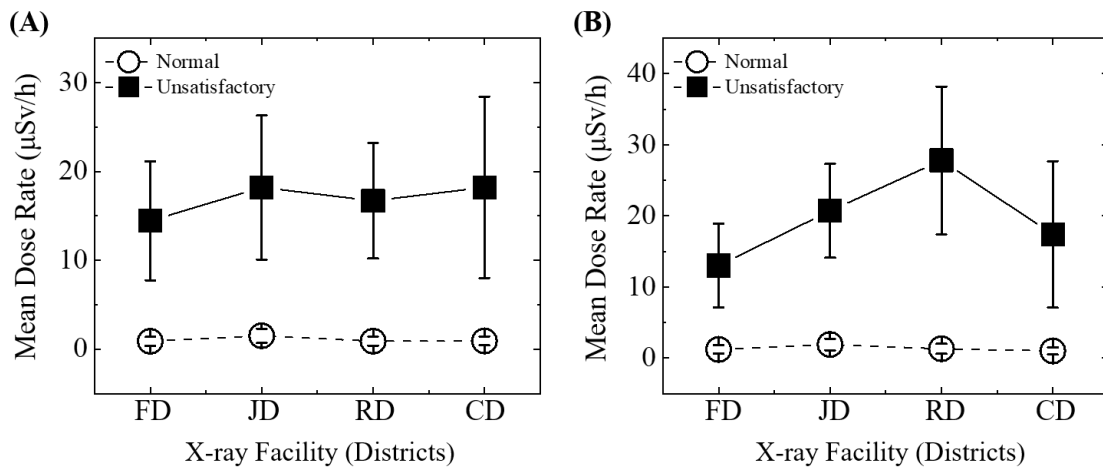 (A)
Normal
Unsatisfactory
30
20
10
0
Mean Dose Rate (μSv/h)
FD JD RD CD
X-ray Facility (Districts)
(B)
Normal
Unsatisfactory
40
30
20
10
0
Mean Dose Rate (μSv/h)
FD JD RD CD
X-ray Facility (Districts)